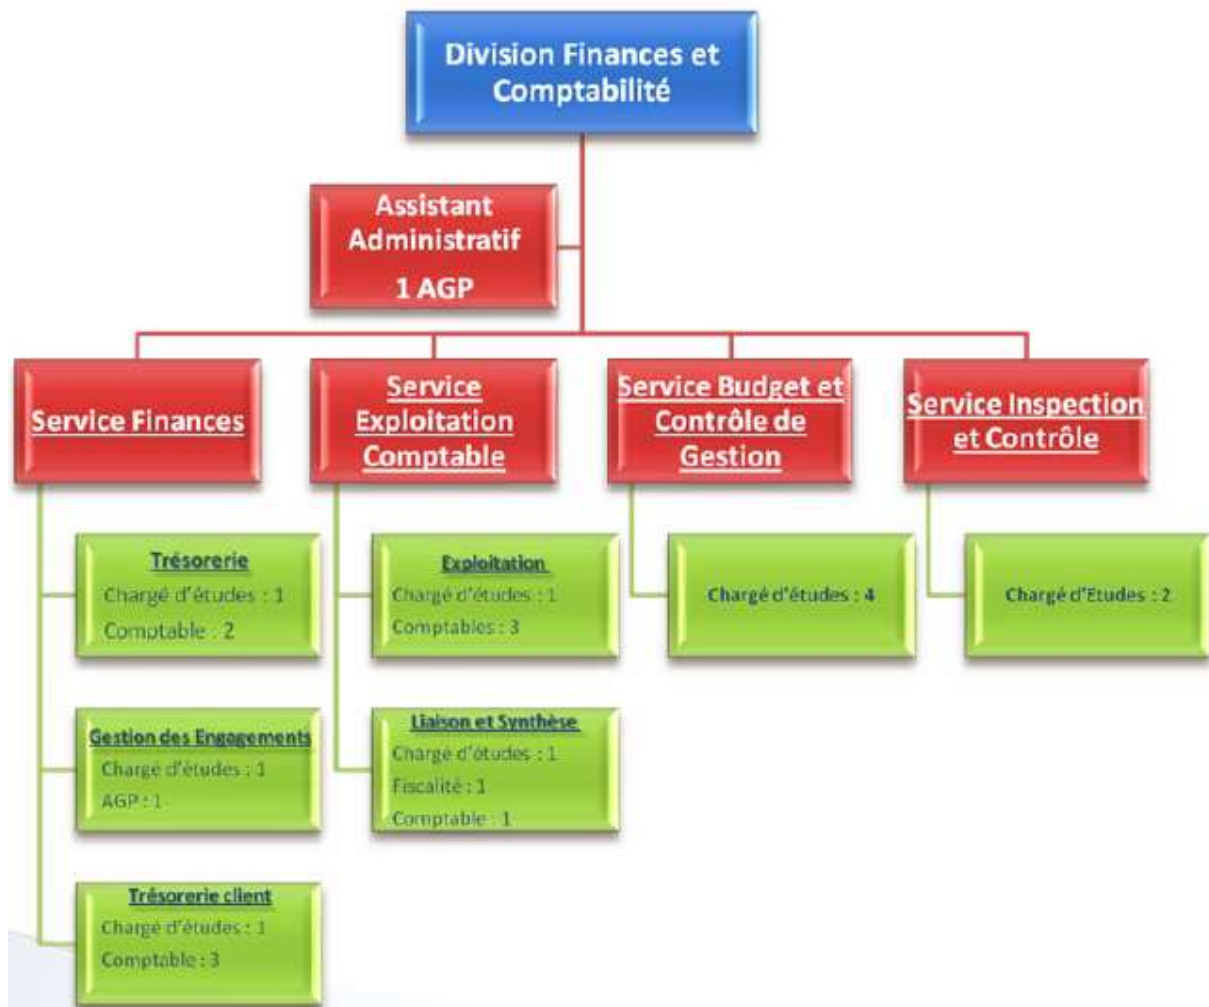 Division Finances et
Comptabilité
Assistant
Administratif
1 AGP
Service Finances
Service
Exploitation
Comptable
Service Budget et
Contrôle de
Gestion
Service Inspection
et Contrôle
Trésorerie
Chargé d'études : 1
Comptable : 2
Exploitation
Chargé d'études : 1
Comptables : 3
Chargé d'études : 4
Chargé d'Etudes : 2
Gestion des Engagements
Chargé d'études : 1
AGP : 1
Liaison et Synthèse
Chargé d'études : 1
Fiscalité : 1
Comptable : 1
Trésorerie client
Chargé d'études : 1
Comptable : 3